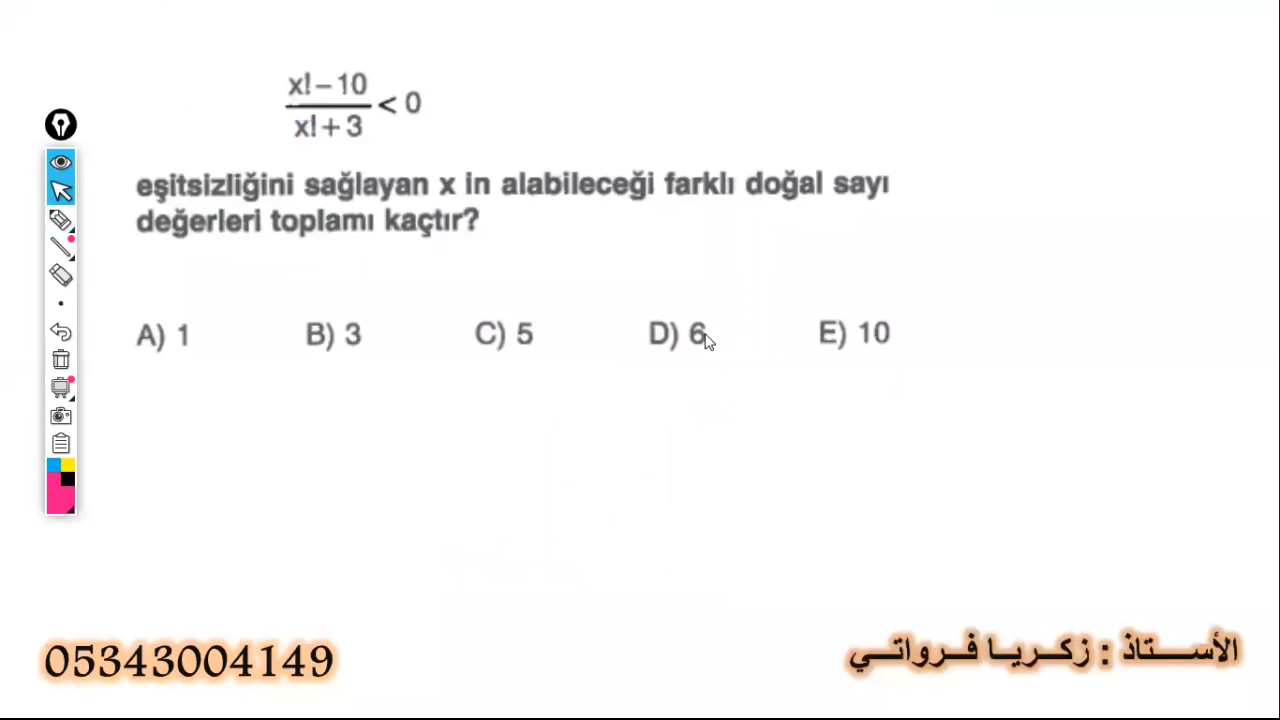 x! – 10
x! + 3
< 0
eşitsizliğini sağlayan x in alabileceği farklı doğal sayı
değerleri toplamı kaçtır?
A) 1 B) 3 C) 5 D) 6 E) 10
05343004149
الأســـتاذ : زكـريـا فـرواتـي